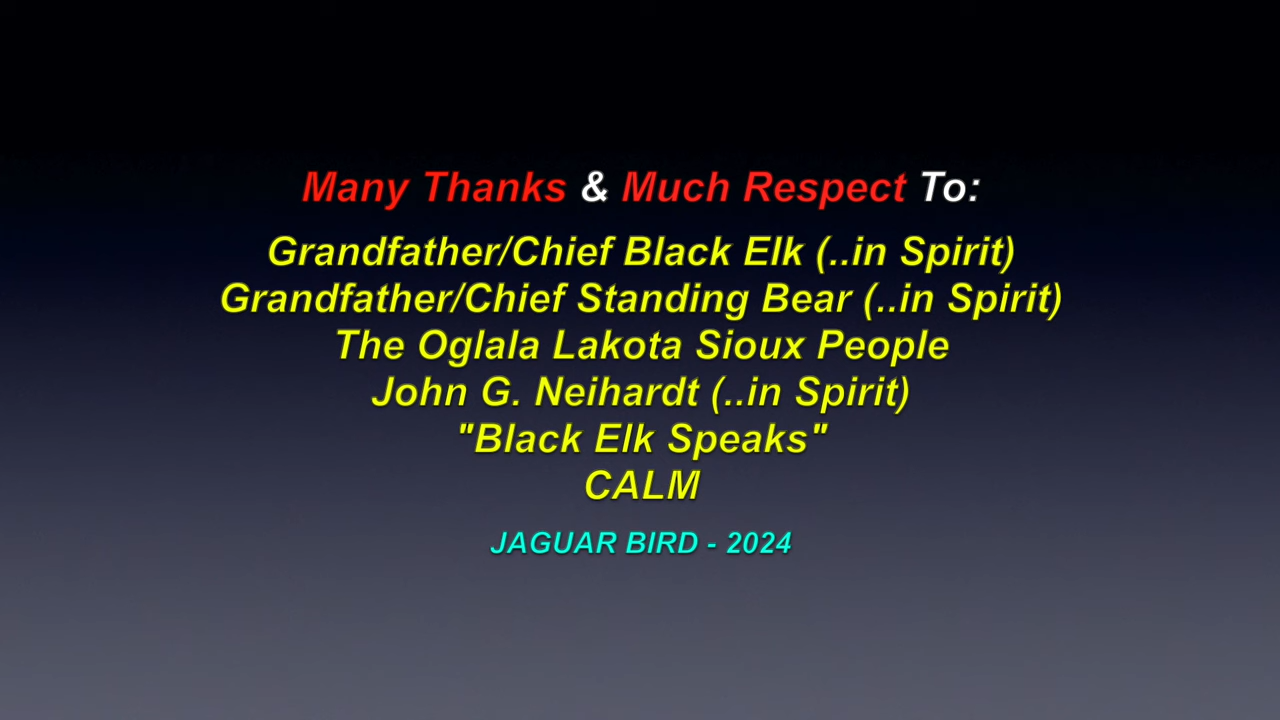 Many Thanks & Much Respect To:
Grandfather/Chief Black Elk (..in Spirit)
Grandfather/Chief Standing Bear (..in Spirit)
The Oglala Lakota Sioux People
John G. Neihardt (..in Spirit)
"Black Elk Speaks"
CALM
JAGUAR BIRD - 2024